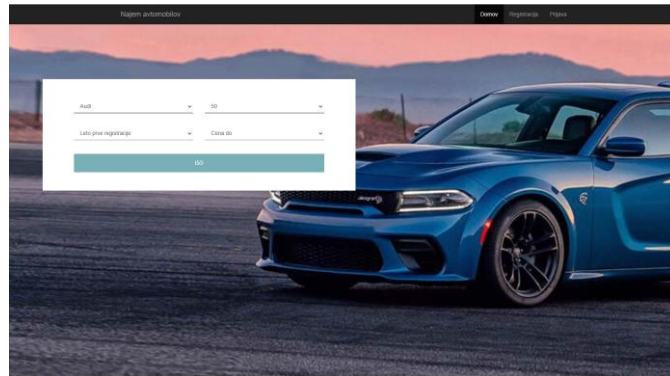 Najem avtomobilov
Domov Registracija Prijava
Audi
50
Leto prve registracije
Cena do
Išči